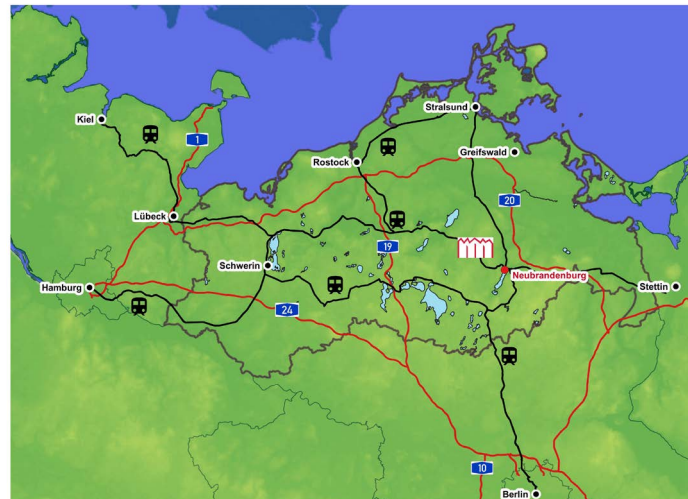 Stralsund
Kiel
1
Greifswald
Rostock
20
Lübeck
19
Schwerin
Neubrandenburg
Hamburg
Stettin
24
10
Berlin